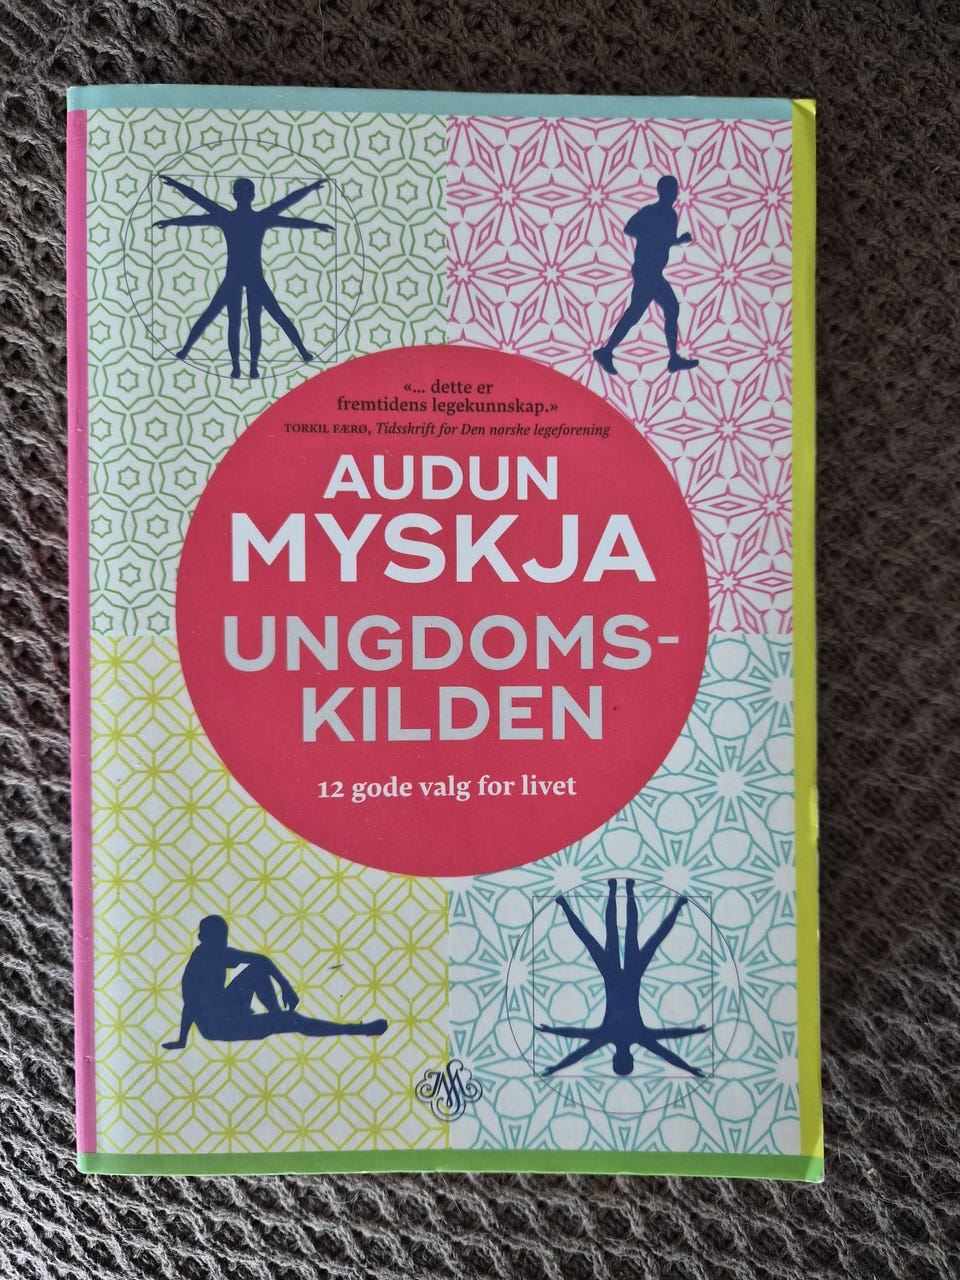 «... dette er
fremtidens legekunnskap.»
TORKIL FÆRØ, Tidsskrift for Den norske legeforening
AUDUN
MYSKJA
UNGDOMS-
KILDEN
12 gode valg for livet